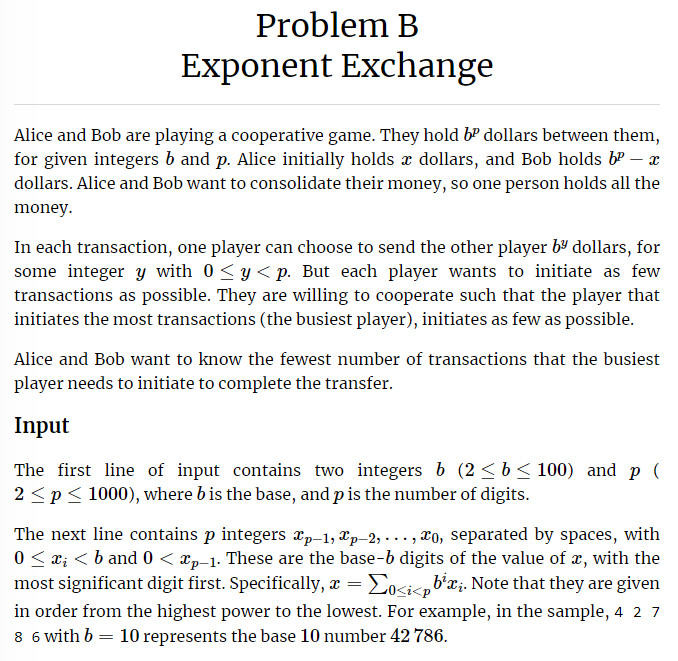 Problem B
Exponent Exchange
Alice and Bob are playing a cooperative game. They hold b^p dollars between them,
for given integers b and p. Alice initially holds x dollars, and Bob holds b^p − x
dollars. Alice and Bob want to consolidate their money, so one person holds all the
money.
In each transaction, one player can choose to send the other player b^y dollars, for
some integer y with 0 ≤ y < p. But each player wants to initiate as few
transactions as possible. They are willing to cooperate such that the player that
initiates the most transactions (the busiest player), initiates as few as possible.
Alice and Bob want to know the fewest number of transactions that the busiest
player needs to initiate to complete the transfer.
Input
The first line of input contains two integers b (2 ≤ b ≤ 100) and p (
2 ≤ p ≤ 1000), where b is the base, and p is the number of digits.
The next line contains p integers x_{p−1}, x_{p−2}, . . . , x_0, separated by spaces, with
0 ≤ x_i < b and 0 < x_{p−1}. These are the base-b digits of the value of x, with the
most significant digit first. Specifically, x = ∑_{0≤i<p} b^i x_i. Note that they are given
in order from the highest power to the lowest. For example, in the sample, 4 2 7
8 6 with b = 10 represents the base 10 number 42 786.